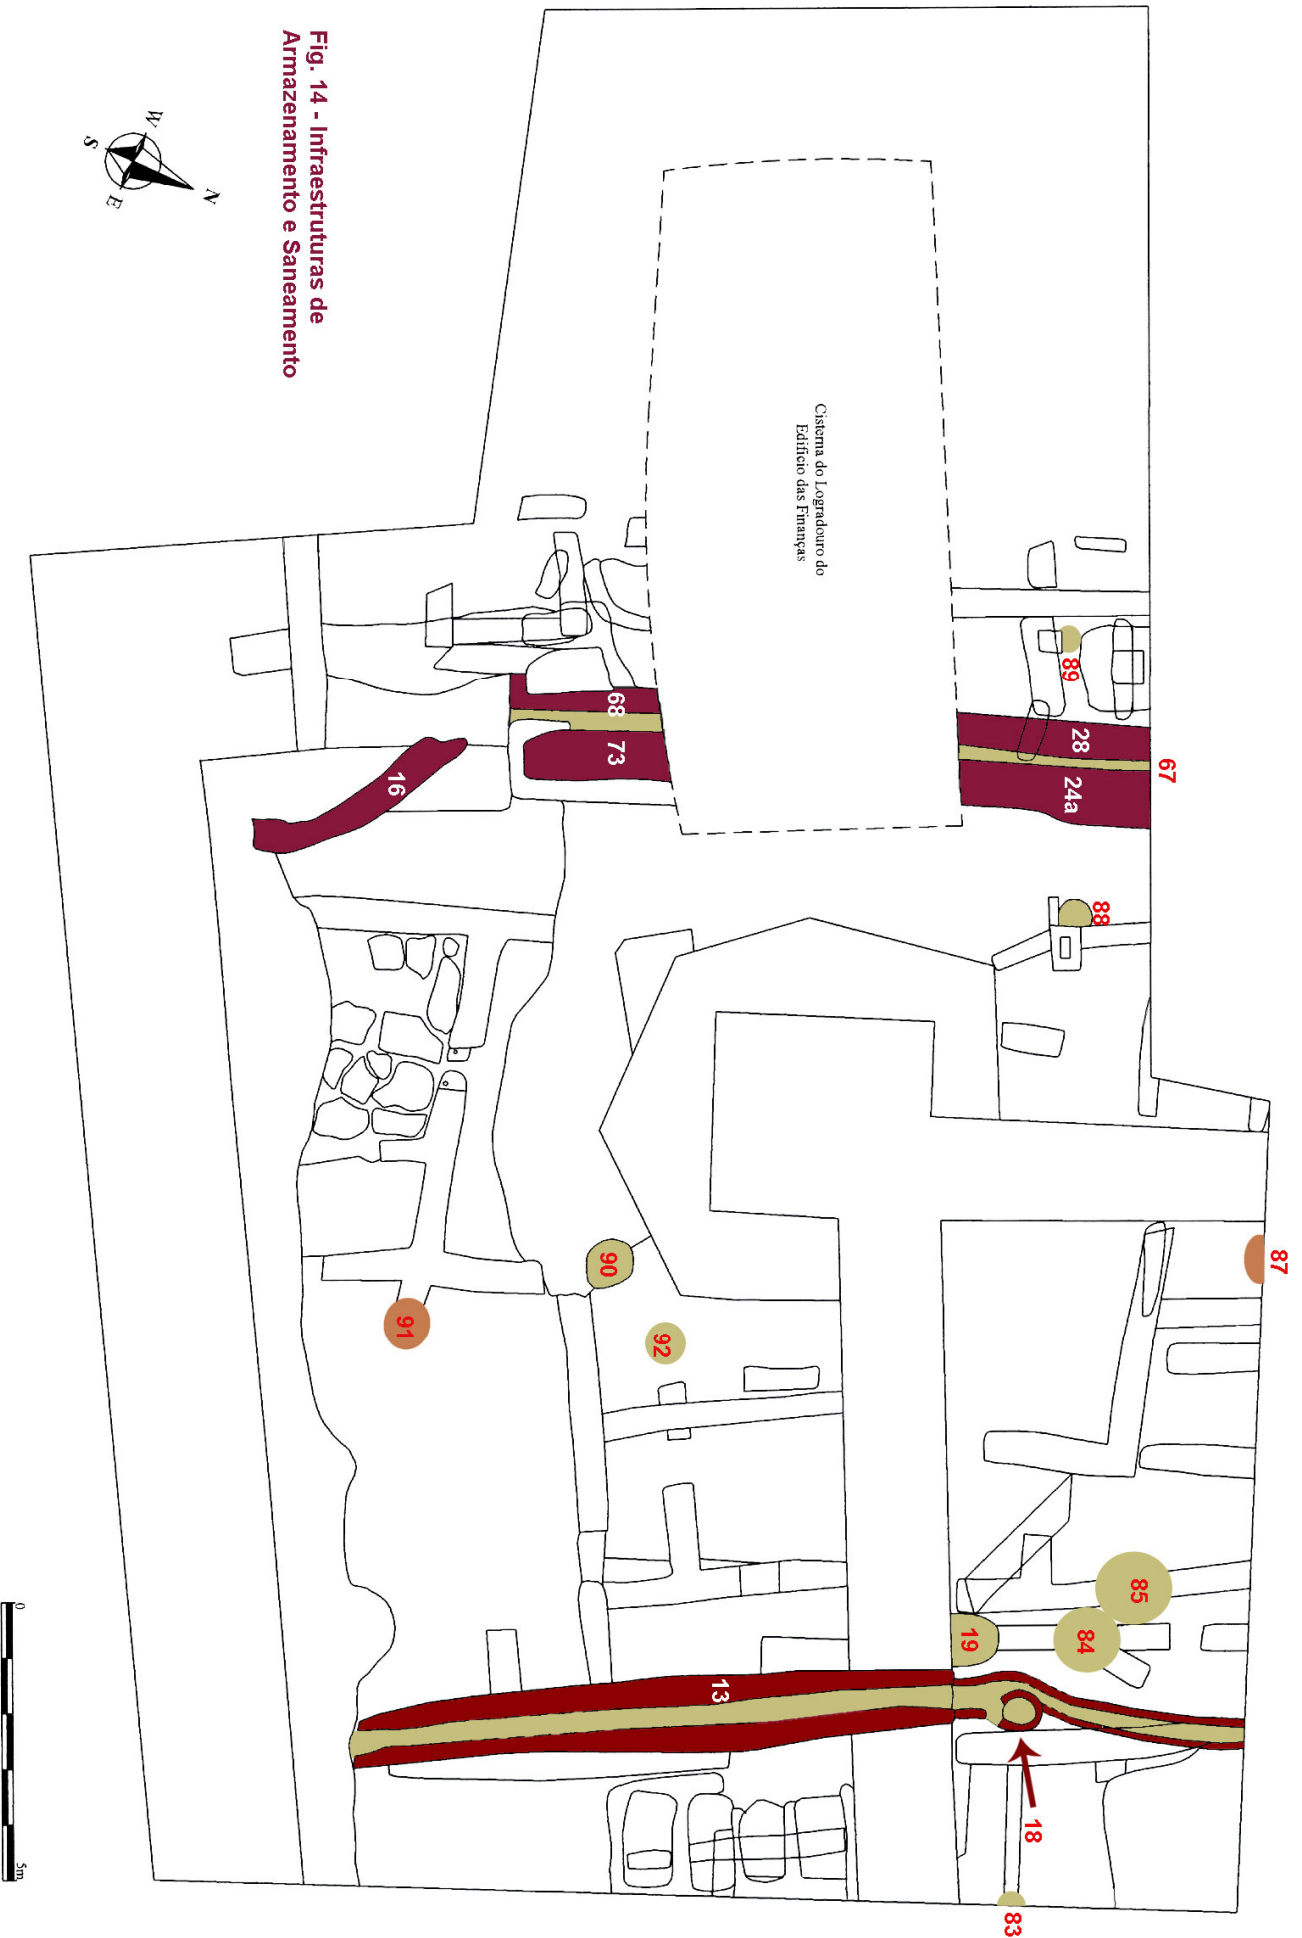 Fig. 14 - Infraestruturas de
Armazenamento e Saneamento
N
W
S
E
Cisterna do Logradouro do
Edifício das Finanças
89
68
73
28
67
24a
16
88
87
90
91
92
85
84
19
13
18
83
0
5m